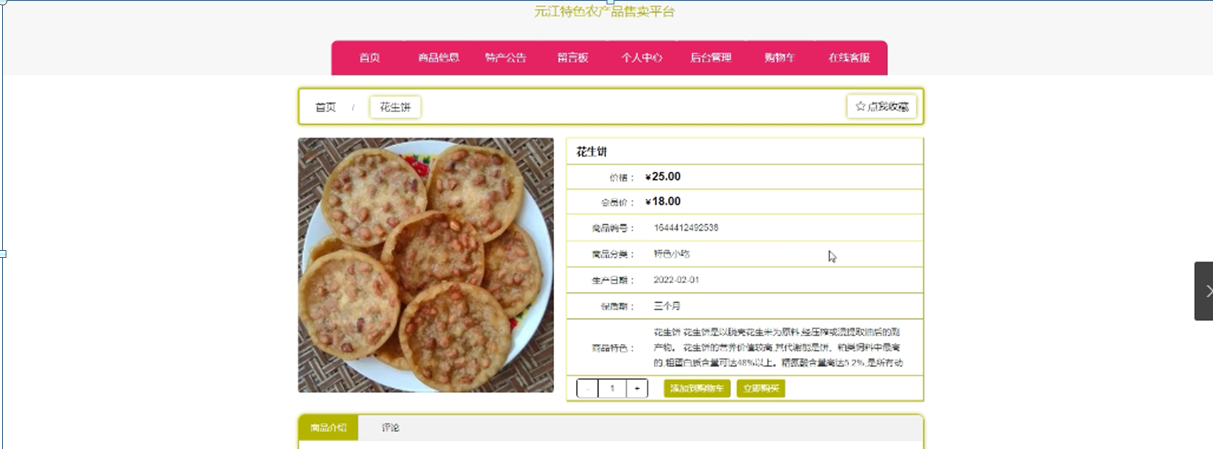 元江特色农产品售卖平台
首页 商品信息 特产公告 留言板 个人中心 后台管理 购物车 在线客服
首页 / 花生饼 ☆ 点我收藏
花生饼
价格： ¥25.00
会员价： ¥18.00
商品编号： 1644412492538
商品分类： 特色小吃
生产日期： 2022-02-01
保质期： 三个月
商品特色： 花生饼 花生饼是以脱壳花生米为原料,经压榨或浸提取油后的副
产物。 花生饼的营养价值较高,其代谢能是饼、粕类饲料中最高
的,粗蛋白质含量可达48%以上。精氨酸含量高达5.2%,是所有动
- 1 + 添加到购物车 立即购买
商品介绍 评论